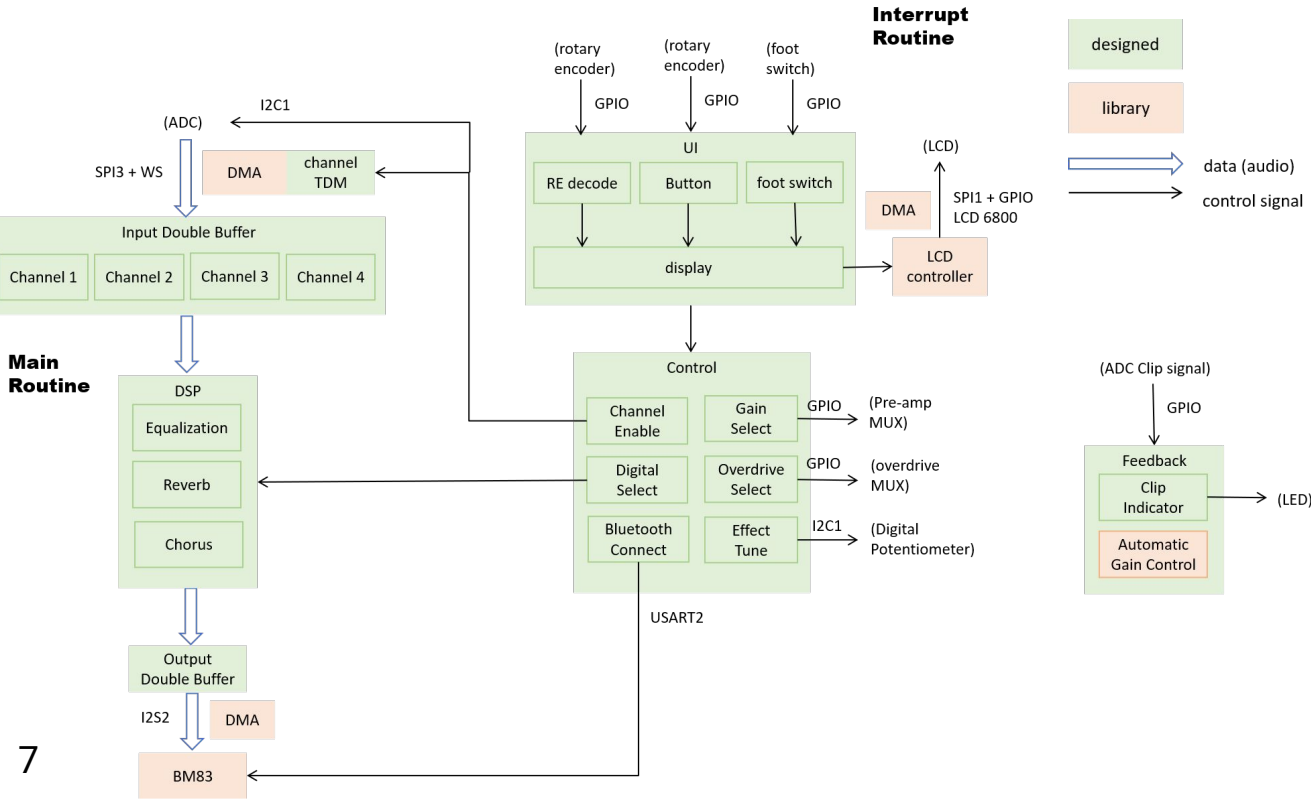 Interrupt
Routine
designed
library
data (audio)
control signal
(rotary
encoder)
(rotary
encoder)
(foot
switch)
GPIO
GPIO
GPIO
I2C1
(ADC)
SPI3 + WS
DMA
channel
TDM
Input Double Buffer
Channel 1
Channel 2
Channel 3
Channel 4
UI
RE decode
Button
foot switch
display
(LCD)
DMA
SPI1 + GPIO
LCD 6800
LCD
controller
Main
Routine
DSP
Equalization
Reverb
Chorus
Control
Channel
Enable
Gain
Select
GPIO
(Pre-amp
MUX)
Digital
Select
Overdrive
Select
GPIO
(overdrive
MUX)
Bluetooth
Connect
Effect
Tune
I2C1
(Digital
Potentiometer)
USART2
(ADC Clip signal)
GPIO
Feedback
Clip
Indicator
(LED)
Automatic
Gain Control
Output
Double Buffer
I2S2
DMA
BM83
7